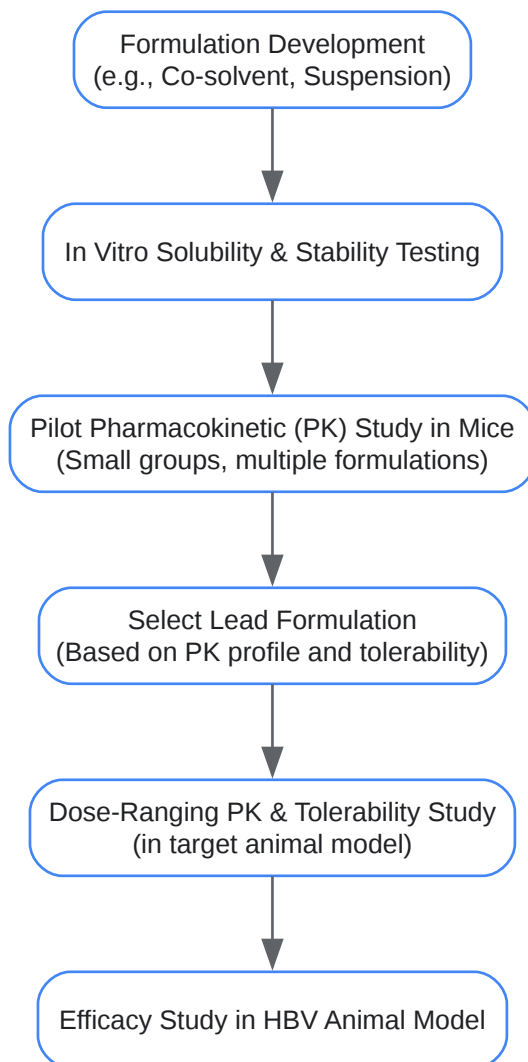 Formulation Development
(e.g., Co-solvent, Suspension)
In Vitro Solubility & Stability Testing
Pilot Pharmacokinetic (PK) Study in Mice
(Small groups, multiple formulations)
Select Lead Formulation
(Based on PK profile and tolerability)
Dose-Ranging PK & Tolerability Study
(in target animal model)
Efficacy Study in HBV Animal Model